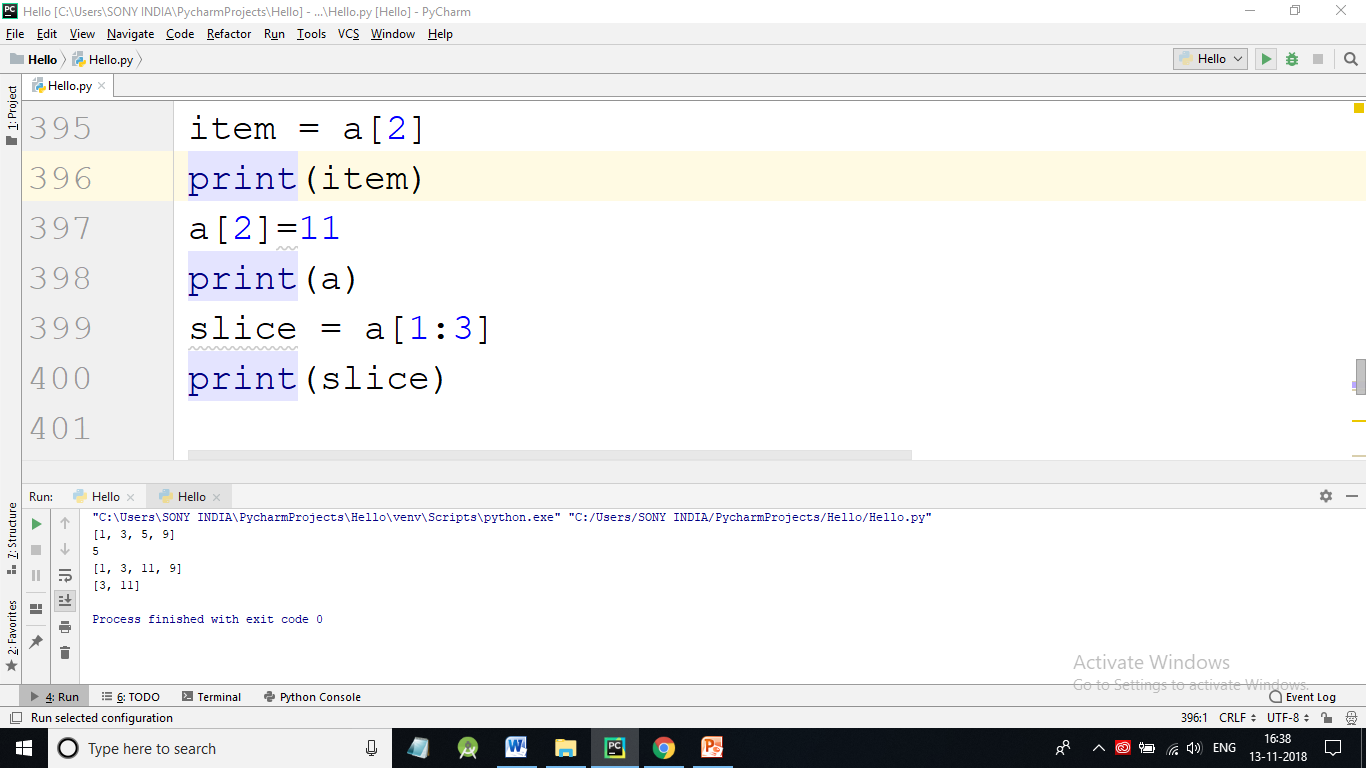 Hello [C:\Users\SONY INDIA\PycharmProjects\Hello] - ...\Hello.py [Hello] - PyCharm
File Edit View Navigate Code Refactor Run Tools VCS Window Help
Hello Hello.py Hello
Hello.py
1: Project
395 item = a[2]
396 print(item)
397 a[2]=11
398 print(a)
399 slice = a[1:3]
400 print(slice)
401
Run: Hello Hello
7: Structure
2: Favorites
"C:\Users\SONY INDIA\PycharmProjects\Hello\venv\Scripts\python.exe" "C:/Users/SONY INDIA/PycharmProjects/Hello/Hello.py"
[1, 3, 5, 9]
5
[1, 3, 11, 9]
[3, 11]
Process finished with exit code 0
Activate Windows
Go to Settings to activate Windows.
4: Run 6: TODO Terminal Python Console Event Log
Run selected configuration 396:1 CRLF UTF-8
Type here to search ENG 16:38
13-11-2018